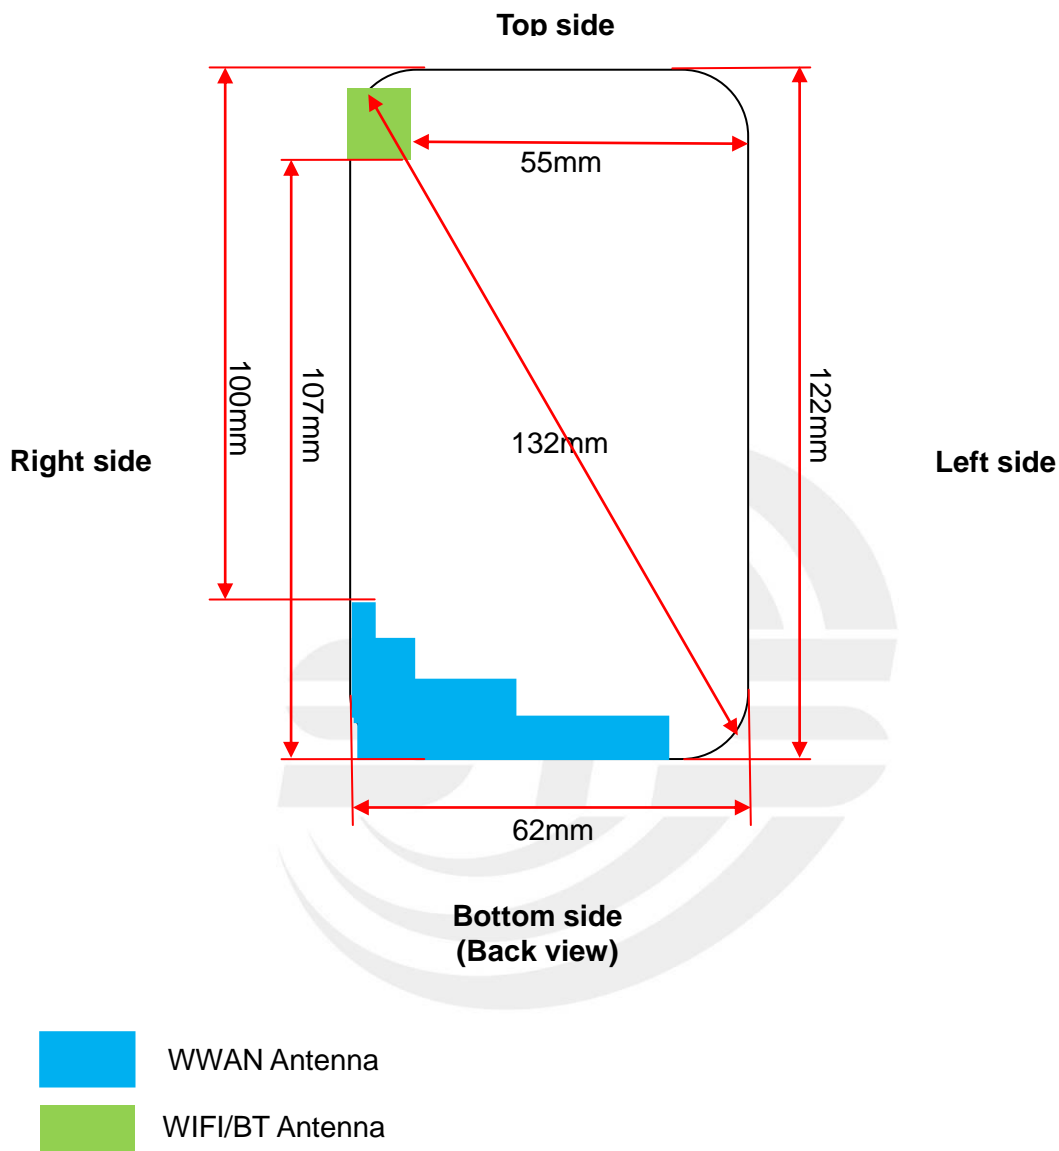 Top side
55mm
100mm
107mm
122mm
132mm
Right side
Left side
62mm
Bottom side
(Back view)
WWAN Antenna
WIFI/BT Antenna